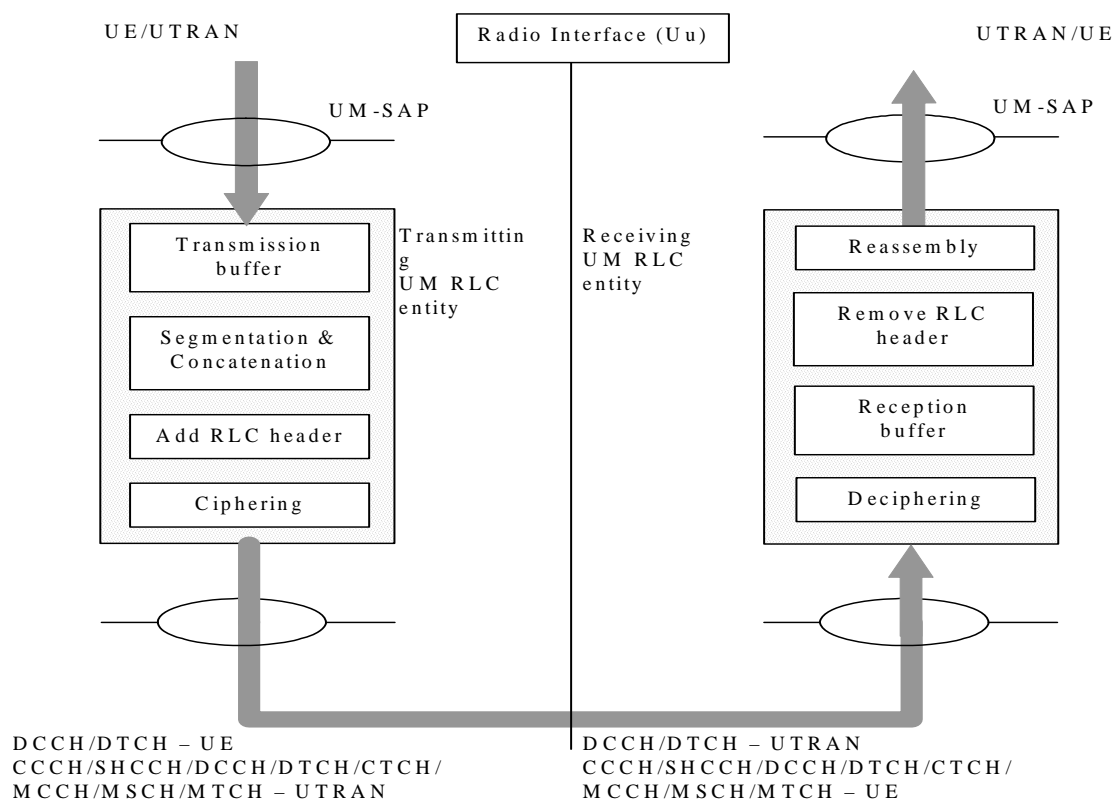 UE/UTRAN
Radio Interface (Uu)
UTRAN/UE
UM-SAP
UM-SAP
Transmission
buffer
Segmentation &
Concatenation
Add RLC header
Ciphering
Transmittin
g
UM RLC
entity
Receiving
UM RLC
entity
Reassembly
Remove RLC
header
Reception
buffer
Deciphering
DCCH/DTCH – UE
CCCH/SHCCH/DCCH/DTCH/CTCH/
MCCH/MSCH/MTCH – UTRAN
DCCH/DTCH – UTRAN
CCCH/SHCCH/DCCH/DTCH/CTCH/
MCCH/MSCH/MTCH – UE